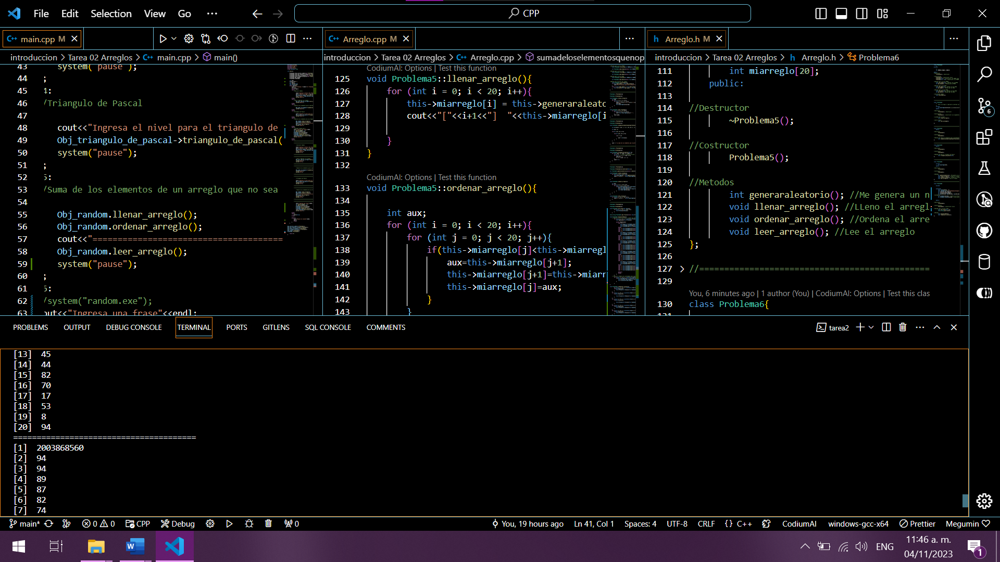 File Edit Selection View Go ··· CPP
main.cpp M
introduccion > Tarea 02 Arreglos > main.cpp > main()
43 system("pause");
44 ;
45 4:
46 /Triangulo de Pascal
47
48 cout<<"Ingresa el nivel para el triangulo de
49 Obj_triangulo_de_pascal->triangulo_de_pascal(
50 system("pause");
51 ;
52 5:
53 /Suma de los elementos de un arreglo que no sea
54
55 Obj_random.llenar_arreglo();
56 Obj_random.ordenar_arreglo();
57 cout<<"======================================
58 Obj_random.leer_arreglo();
59 system("pause");
60 ;
61 5:
62 /system("random.exe");
63 out<<"Ingresa una frase"<<endl;
Arreglo.cpp M
introduccion > Tarea 02 Arreglos > Arreglo.cpp > sumadeloselementosquenop
CodiumAI: Options | Test this function
125 void Problema5::llenar_arreglo(){
126 for (int i = 0; i < 20; i++){
127 this->miarreglo[i] = this->generaraleato
128 cout<<"["<<i+1<<"]  "<<this->miarreglo[i
129
130 }
131 }
132
CodiumAI: Options | Test this function
133 void Problema5::ordenar_arreglo(){
134
135 int aux;
136 for (int i = 0; i < 20; i++){
137 for (int j = 0; j < 20; j++){
138 if(this->miarreglo[j]<this->miarregl
139 aux=this->miarreglo[j+1];
140 this->miarreglo[j+1]=this->miarr
141 this->miarreglo[j]=aux;
142 }
143 }
Arreglo.h M
introduccion > Tarea 02 Arreglos > Arreglo.h > Problema6
111 int miarreglo[20];
112 public:
113
114 //Destructor
115 ~Problema5();
116
117 //Costructor
118 Problema5();
119
120 //Metodos
121 int generaraleatorio(); //Me genera un n
122 void llenar_arreglo(); //LLeno el arregl
123 void ordenar_arreglo(); //Ordena el arre
124 void leer_arreglo(); //Lee el arreglo
125 };
126
127 //==============================================
129
You, 6 minutes ago | 1 author (You) | CodiumAI: Options | Test this clas
130 class Problema6{
PROBLEMS OUTPUT DEBUG CONSOLE TERMINAL PORTS GITLENS SQL CONSOLE COMMENTS tarea2
[13]  45
[14]  44
[15]  82
[16]  70
[17]  17
[18]  53
[19]  8
[20]  94
=======================================
[1]  2003868560
[2]  94
[3]  94
[4]  89
[5]  87
[6]  82
[7]  74
6
main* 0 0 CPP Debug 0 You, 19 hours ago Ln 41, Col 1 Spaces: 4 UTF-8 CRLF {} C++ CodiumAI windows-gcc-x64 Prettier Megumin
W ENG 11:46 a. m.
04/11/2023
1